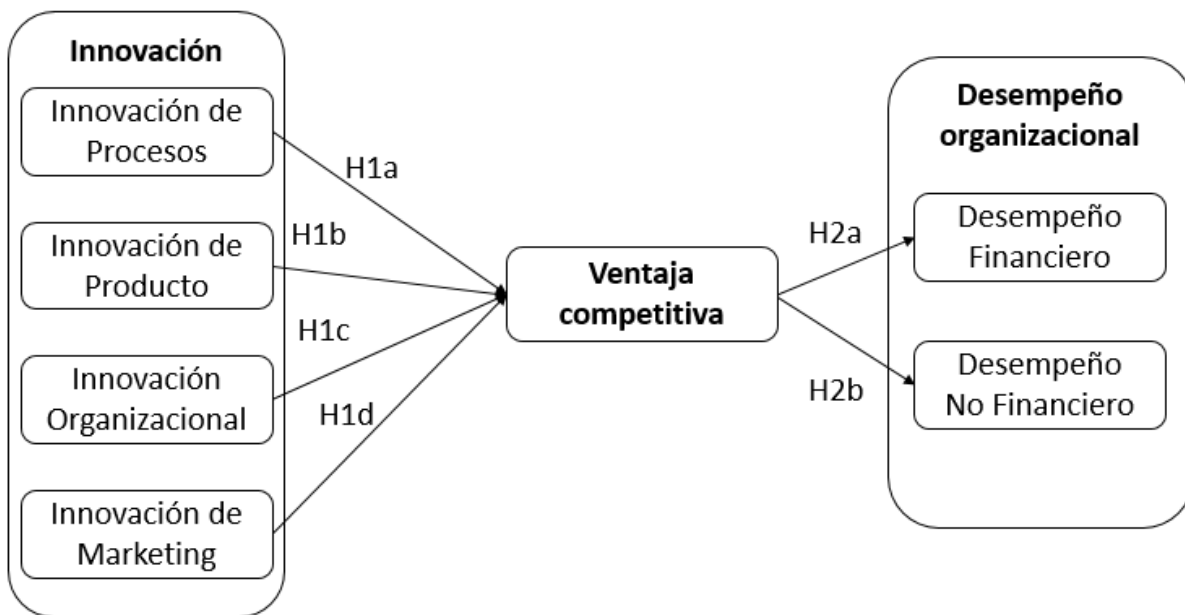 Innovación
Innovación de
Procesos
Innovación de
Producto
Innovación
Organizacional
Innovación de
Marketing
H1a
H1b
H1c
H1d
Ventaja
competitiva
H2a
H2b
Desempeño
organizacional
Desempeño
Financiero
Desempeño
No Financiero